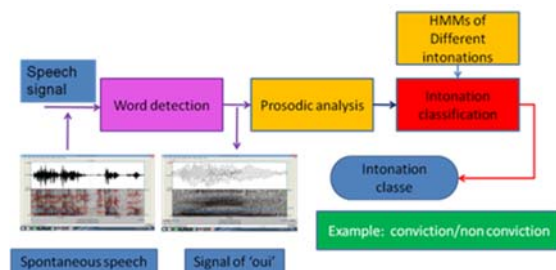 HMMs of
Different
intonations
Speech
signal
Word detection
Prosodic analysis
Intonation
classification
Intonation
classe
Example: conviction/non conviction
Spontaneous speech
Signal of 'oui'